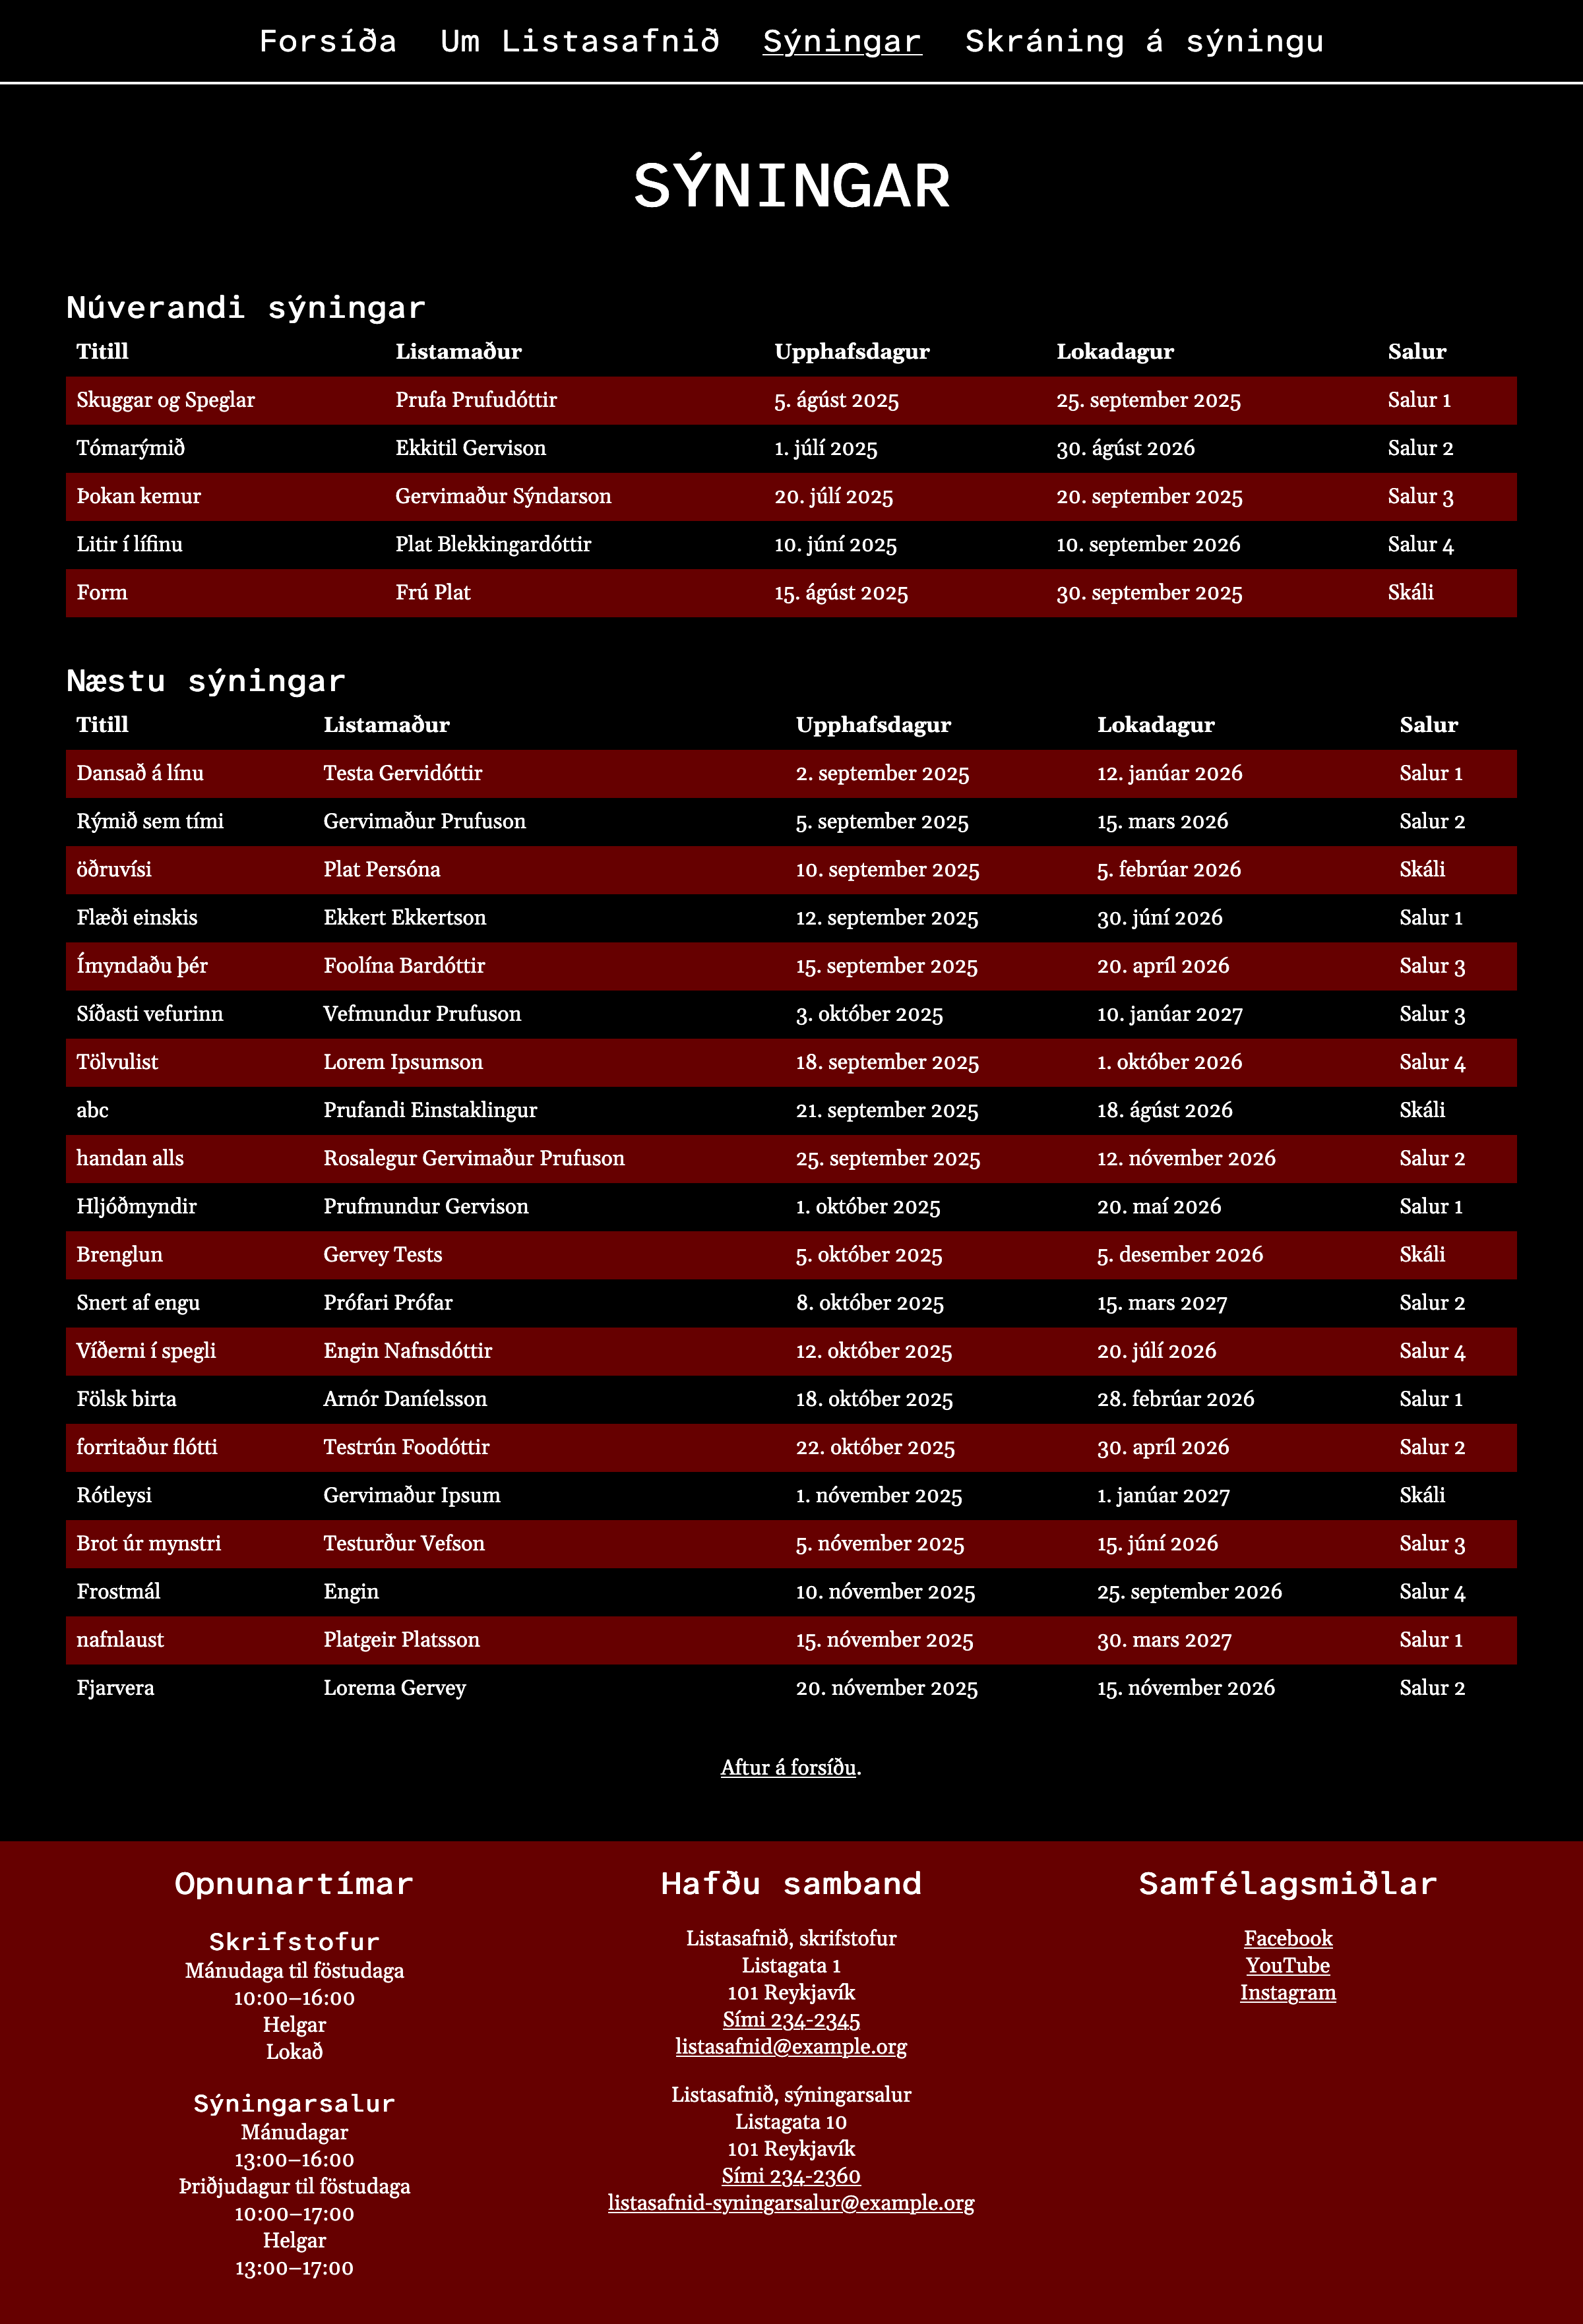 Forsíða Um Listasafnið Sýningar Skráning á sýningu
SÝNINGAR
Núverandi sýningar
Titill Listamaður Upphafsdagur Lokadagur Salur
Skuggar og Speglar Prufa Prufudóttir 5. ágúst 2025 25. september 2025 Salur 1
Tómarýmið Ekkitil Gervison 1. júlí 2025 30. ágúst 2026 Salur 2
Þokan kemur Gervimaður Sýndarson 20. júlí 2025 20. september 2025 Salur 3
Litir í lífinu Plat Blekkingardóttir 10. júní 2025 10. september 2026 Salur 4
Form Frú Plat 15. ágúst 2025 30. september 2025 Skáli
Næstu sýningar
Titill Listamaður Upphafsdagur Lokadagur Salur
Dansað á línu Testa Gervidóttir 2. september 2025 12. janúar 2026 Salur 1
Rýmið sem tími Gervimaður Prufuson 5. september 2025 15. mars 2026 Salur 2
öðruvísi Plat Persóna 10. september 2025 5. febrúar 2026 Skáli
Flæði einskis Ekkert Ekkertson 12. september 2025 30. júní 2026 Salur 1
Ímyndaðu þér Foolína Bardóttir 15. september 2025 20. apríl 2026 Salur 3
Síðasti vefurinn Vefmundur Prufuson 3. október 2025 10. janúar 2027 Salur 3
Tölvulist Lorem Ipsumson 18. september 2025 1. október 2026 Salur 4
abc Prufandi Einstaklingur 21. september 2025 18. ágúst 2026 Skáli
handan alls Rosalegur Gervimaður Prufuson 25. september 2025 12. nóvember 2026 Salur 2
Hljóðmyndir Prufmundur Gervison 1. október 2025 20. maí 2026 Salur 1
Brenglun Gervey Tests 5. október 2025 5. desember 2026 Skáli
Snert af engu Prófari Prófar 8. október 2025 15. mars 2027 Salur 2
Víðerni í spegli Engin Nafnsdóttir 12. október 2025 20. júlí 2026 Salur 4
Fölsk birta Arnór Daníelsson 18. október 2025 28. febrúar 2026 Salur 1
forritaður flótti Testrún Foodóttir 22. október 2025 30. apríl 2026 Salur 2
Rótleysi Gervimaður Ipsum 1. nóvember 2025 1. janúar 2027 Skáli
Brot úr mynstri Testurður Vefson 5. nóvember 2025 15. júní 2026 Salur 3
Frostmál Engin 10. nóvember 2025 25. september 2026 Salur 4
nafnlaust Platgeir Platsson 15. nóvember 2025 30. mars 2027 Salur 1
Fjarvera Lorema Gervey 20. nóvember 2025 15. nóvember 2026 Salur 2
Aftur á forsíðu.
Opnunartímar
Skrifstofur
Mánudaga til föstudaga
10:00–16:00
Helgar
Lokað
Sýningarsalur
Mánudagar
13:00–16:00
Þriðjudagur til föstudaga
10:00–17:00
Helgar
13:00–17:00
Hafðu samband
Listasafnið, skrifstofur
Listagata 1
101 Reykjavík
Sími 234-2345
listasafnid@example.org
Listasafnið, sýningarsalur
Listagata 10
101 Reykjavík
Sími 234-2360
listasafnid-syningarsalur@example.org
Samfélagsmiðlar
Facebook
YouTube
Instagram